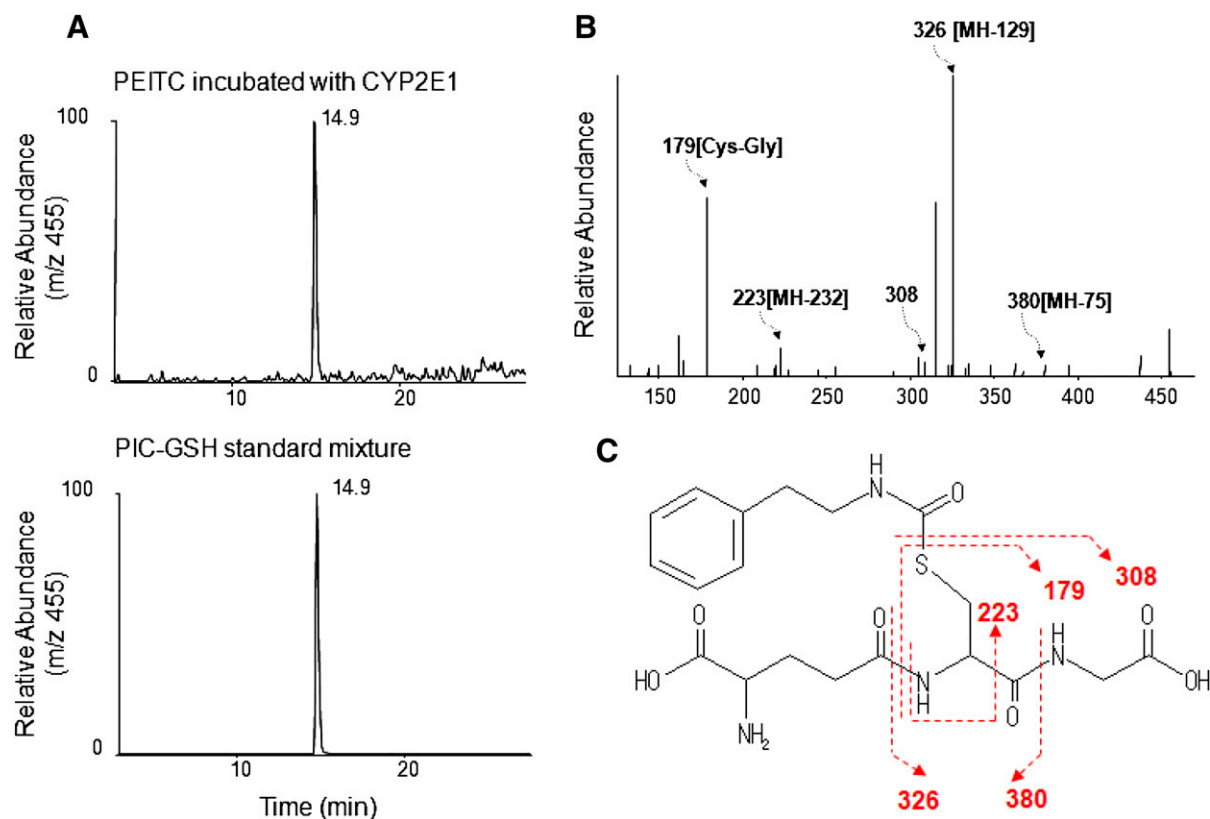 A
PEITC incubated with CYP2E1
Relative Abundance
(m/z 455)
100
14.9
0
10
20
PIC-GSH standard mixture
Relative Abundance
(m/z 455)
100
14.9
0
10
20
Time (min)
B
326 [MH-129]
179[Cys-Gly]
223[MH-232]
308
380[MH-75]
Relative Abundance
150
200
250
300
350
400
450
C
H
N
O
S
308
179
223
O
O
H
N
O
HO
N
H
O
OH
NH2
326
380